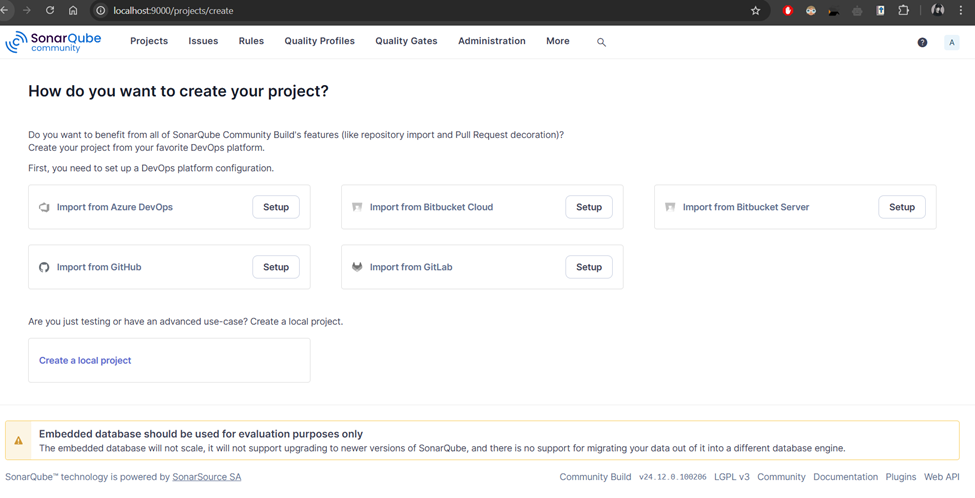 localhost:9000/projects/create
SonarQube
community
Projects Issues Rules Quality Profiles Quality Gates Administration More
A
How do you want to create your project?
Do you want to benefit from all of SonarQube Community Build's features (like repository import and Pull Request decoration)?
Create your project from your favorite DevOps platform.
First, you need to set up a DevOps platform configuration.
Import from Azure DevOps Setup Import from Bitbucket Cloud Setup Import from Bitbucket Server Setup
Import from GitHub Setup Import from GitLab Setup
Are you just testing or have an advanced use-case? Create a local project.
Create a local project
Embedded database should be used for evaluation purposes only
The embedded database will not scale, it will not support upgrading to newer versions of SonarQube, and there is no support for migrating your data out of it into a different database engine.
SonarQube™ technology is powered by SonarSource SA Community Build v24.12.0.100206 LGPL v3 Community Documentation Plugins Web API